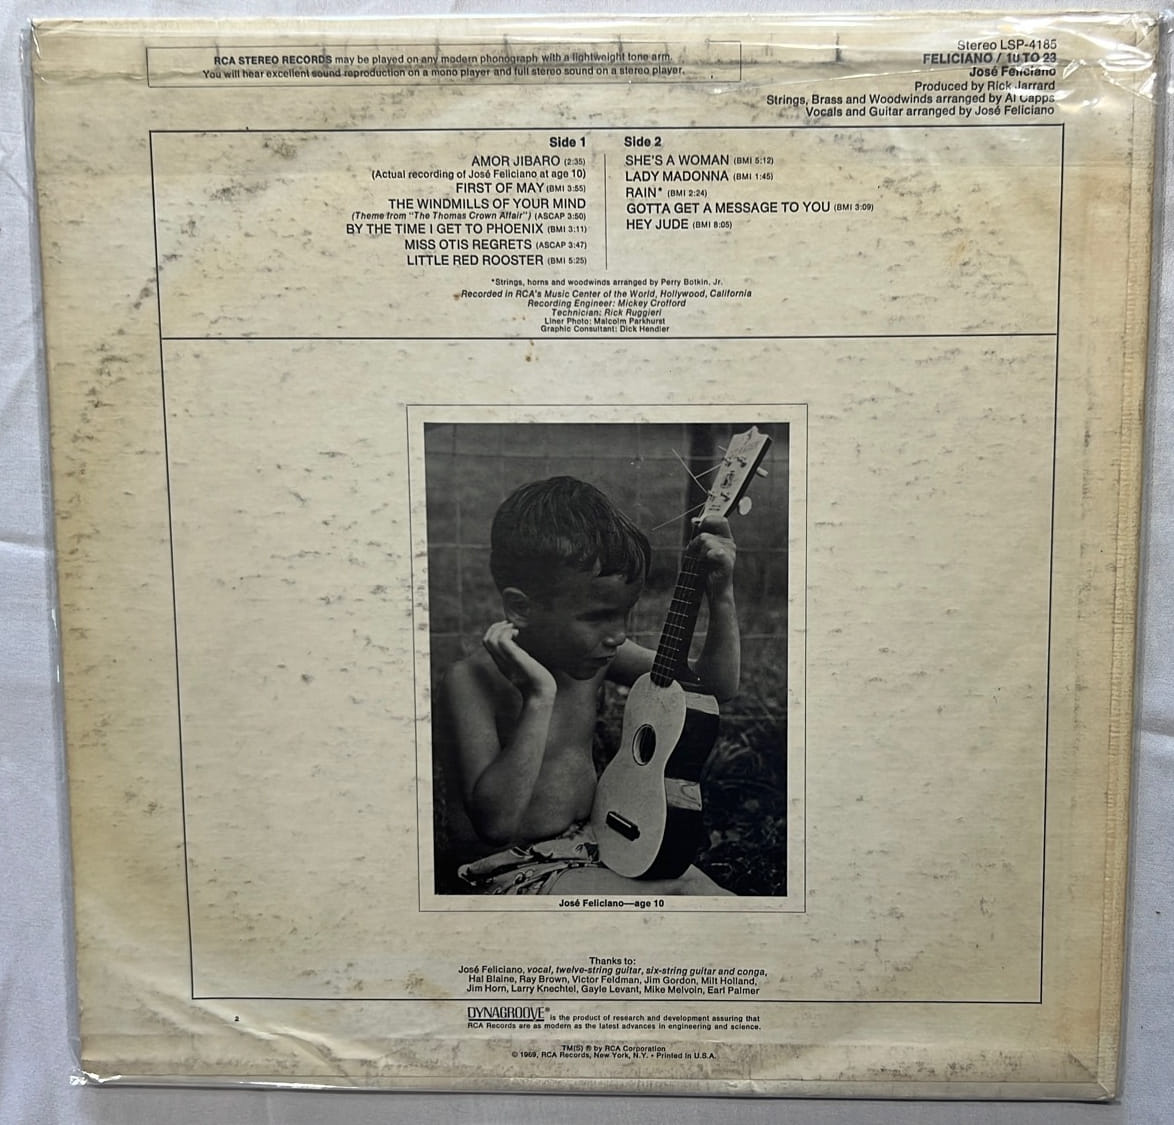 RCA STEREO RECORDS may be played on any modern phonograph with a lightweight tone arm.
You will hear excellent sound reproduction on a mono player and full stereo sound on a stereo player.
Stereo LSP-4185
FELICIANO / 10 TO 23
José Feliciano
Produced by Rick Jarrard
Strings, Brass and Woodwinds arranged by Al Capps
Vocals and Guitar arranged by José Feliciano
Side 1
AMOR JIBARO (2:35)
(Actual recording of José Feliciano at age 10)
FIRST OF MAY (BMI 3:55)
THE WINDMILLS OF YOUR MIND
(Theme from "The Thomas Crown Affair") (ASCAP 3:50)
BY THE TIME I GET TO PHOENIX (BMI 3:11)
MISS OTIS REGRETS (ASCAP 3:47)
LITTLE RED ROOSTER (BMI 5:25)
Side 2
SHE'S A WOMAN (BMI 5:12)
LADY MADONNA (BMI 1:45)
RAIN* (BMI 2:24)
GOTTA GET A MESSAGE TO YOU (BMI 3:09)
HEY JUDE (BMI 8:05)
*Strings, horns and woodwinds arranged by Perry Botkin, Jr.
Recorded in RCA's Music Center of the World, Hollywood, California
Recording Engineer: Mickey Crofford
Technician: Rick Ruggieri
Liner Photo: Malcolm Parkhurst
Graphic Consultant: Dick Hendler
José Feliciano—age 10
Thanks to:
José Feliciano, vocal, twelve-string guitar, six-string guitar and conga,
Hal Blaine, Ray Brown, Victor Feldman, Jim Gordon, Milt Holland,
Jim Horn, Larry Knechtel, Gayle Levant, Mike Melvoin, Earl Palmer
2
DYNAGROOVE® is the product of research and development assuring that
RCA Records are as modern as the latest advances in engineering and science.
TM(S) ® by RCA Corporation
© 1969, RCA Records, New York, N.Y. • Printed in U.S.A.